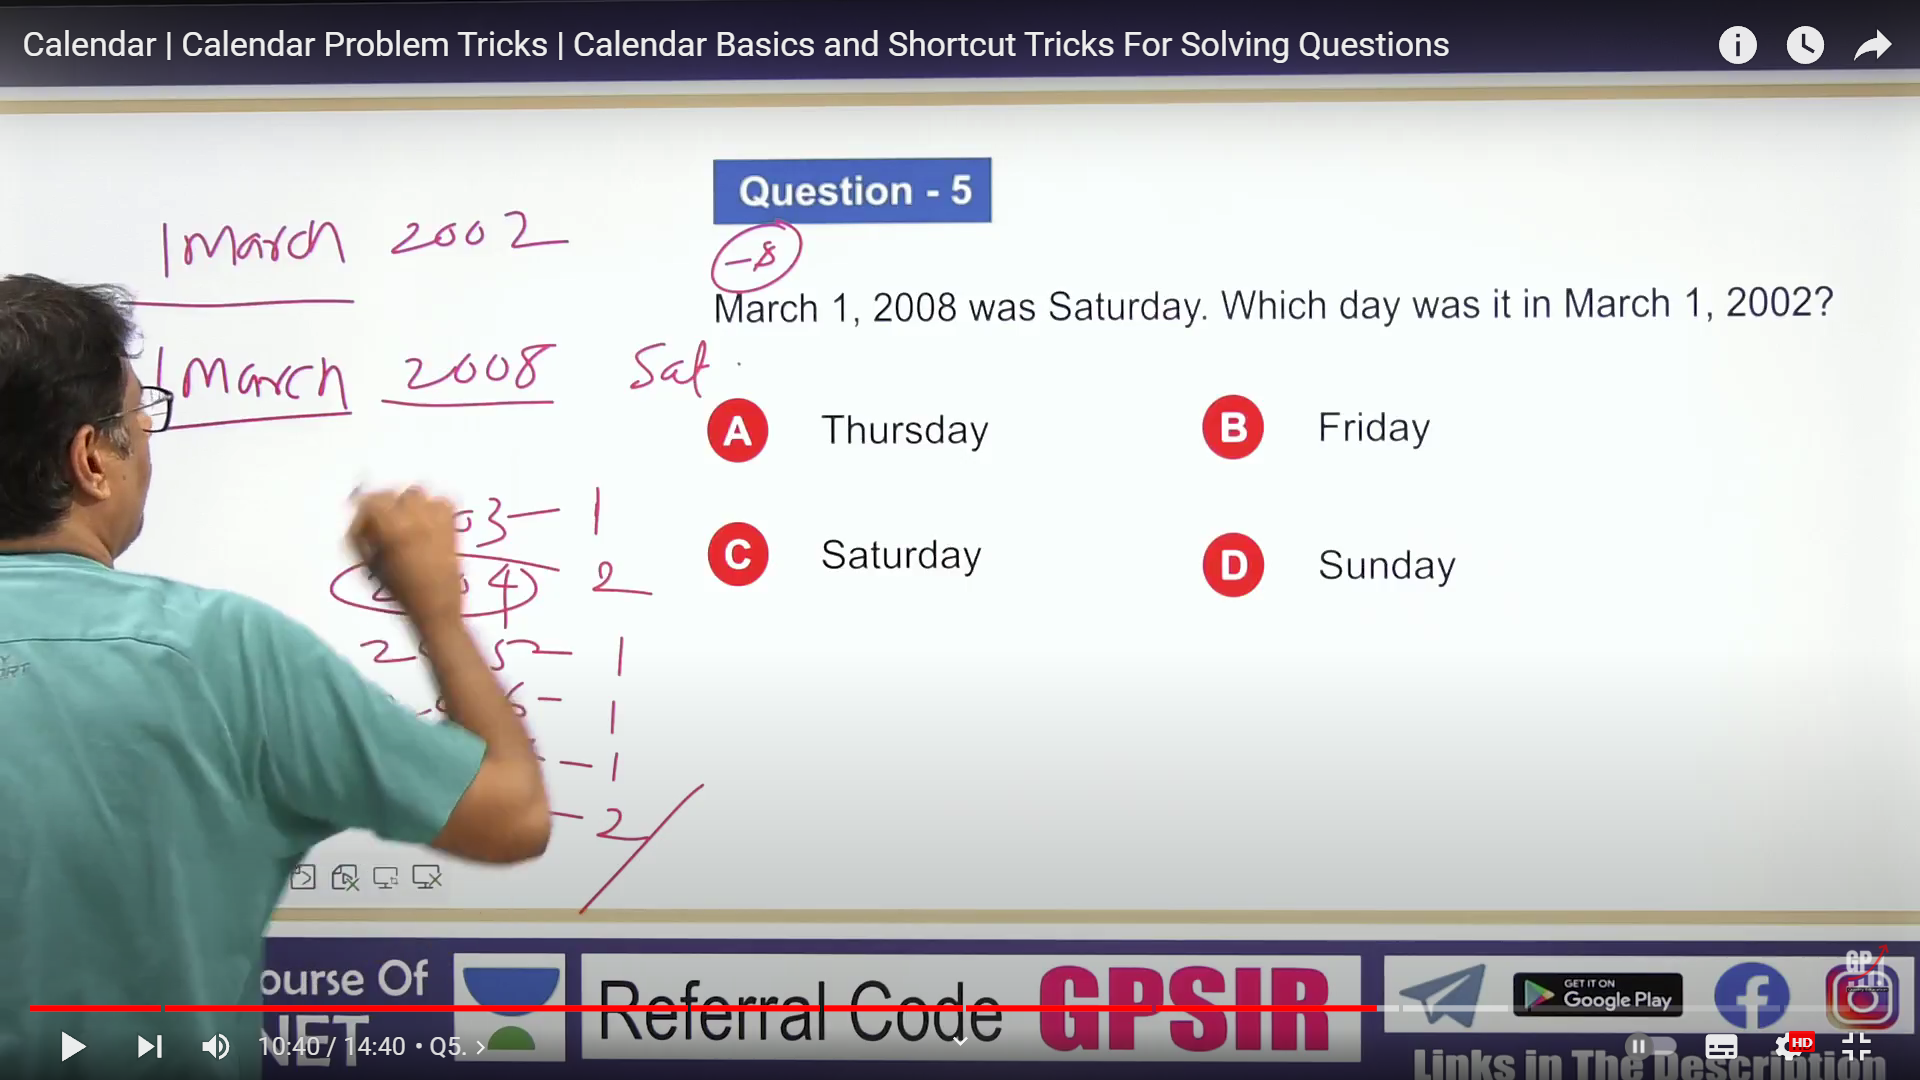 Calendar | Calendar Problem Tricks | Calendar Basics and Shortcut Tricks For Solving Questions
Question - 5
-8
March 1, 2008 was Saturday. Which day was it in March 1, 2002?
A Thursday
B Friday
C Saturday
D Sunday
1 March 2002
1 March 2008 Sat
03 - 1
4 2
5 - 1
6 - 1
- 1
- 2
ourse Of
NET
Referral Code GPSIR
GET IT ON
Google Play
GP
Links in The Description
10:40 / 14:40 • Q5. >
HD